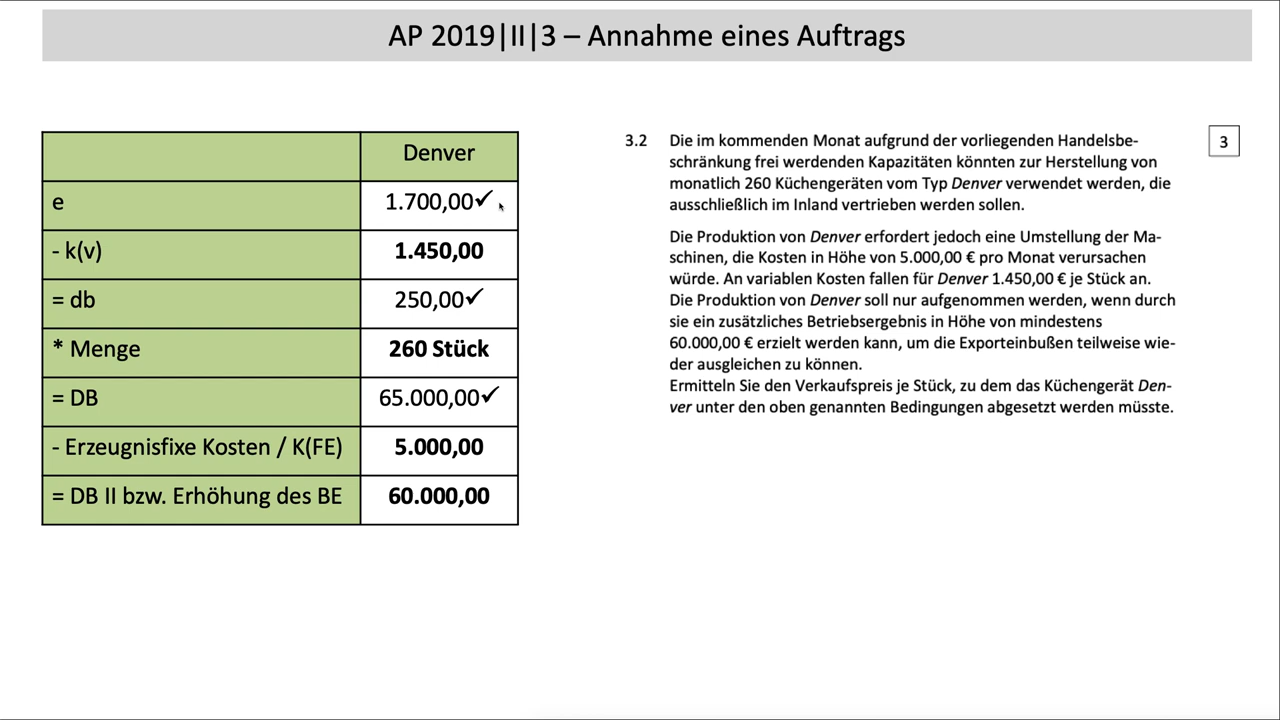 AP 2019|II|3 – Annahme eines Auftrags
Denver
e 1.700,00✓
- k(v) 1.450,00
= db 250,00✓
* Menge 260 Stück
= DB 65.000,00✓
- Erzeugnisfixe Kosten / K(FE) 5.000,00
= DB II bzw. Erhöhung des BE 60.000,00
3.2 Die im kommenden Monat aufgrund der vorliegenden Handelsbe- 3
schränkung frei werdenden Kapazitäten könnten zur Herstellung von
monatlich 260 Küchengeräten vom Typ Denver verwendet werden, die
ausschließlich im Inland vertrieben werden sollen.
Die Produktion von Denver erfordert jedoch eine Umstellung der Ma-
schinen, die Kosten in Höhe von 5.000,00 € pro Monat verursachen
würde. An variablen Kosten fallen für Denver 1.450,00 € je Stück an.
Die Produktion von Denver soll nur aufgenommen werden, wenn durch
sie ein zusätzliches Betriebsergebnis in Höhe von mindestens
60.000,00 € erzielt werden kann, um die Exporteinbußen teilweise wie-
der ausgleichen zu können.
Ermitteln Sie den Verkaufspreis je Stück, zu dem das Küchengerät Den-
ver unter den oben genannten Bedingungen abgesetzt werden müsste.